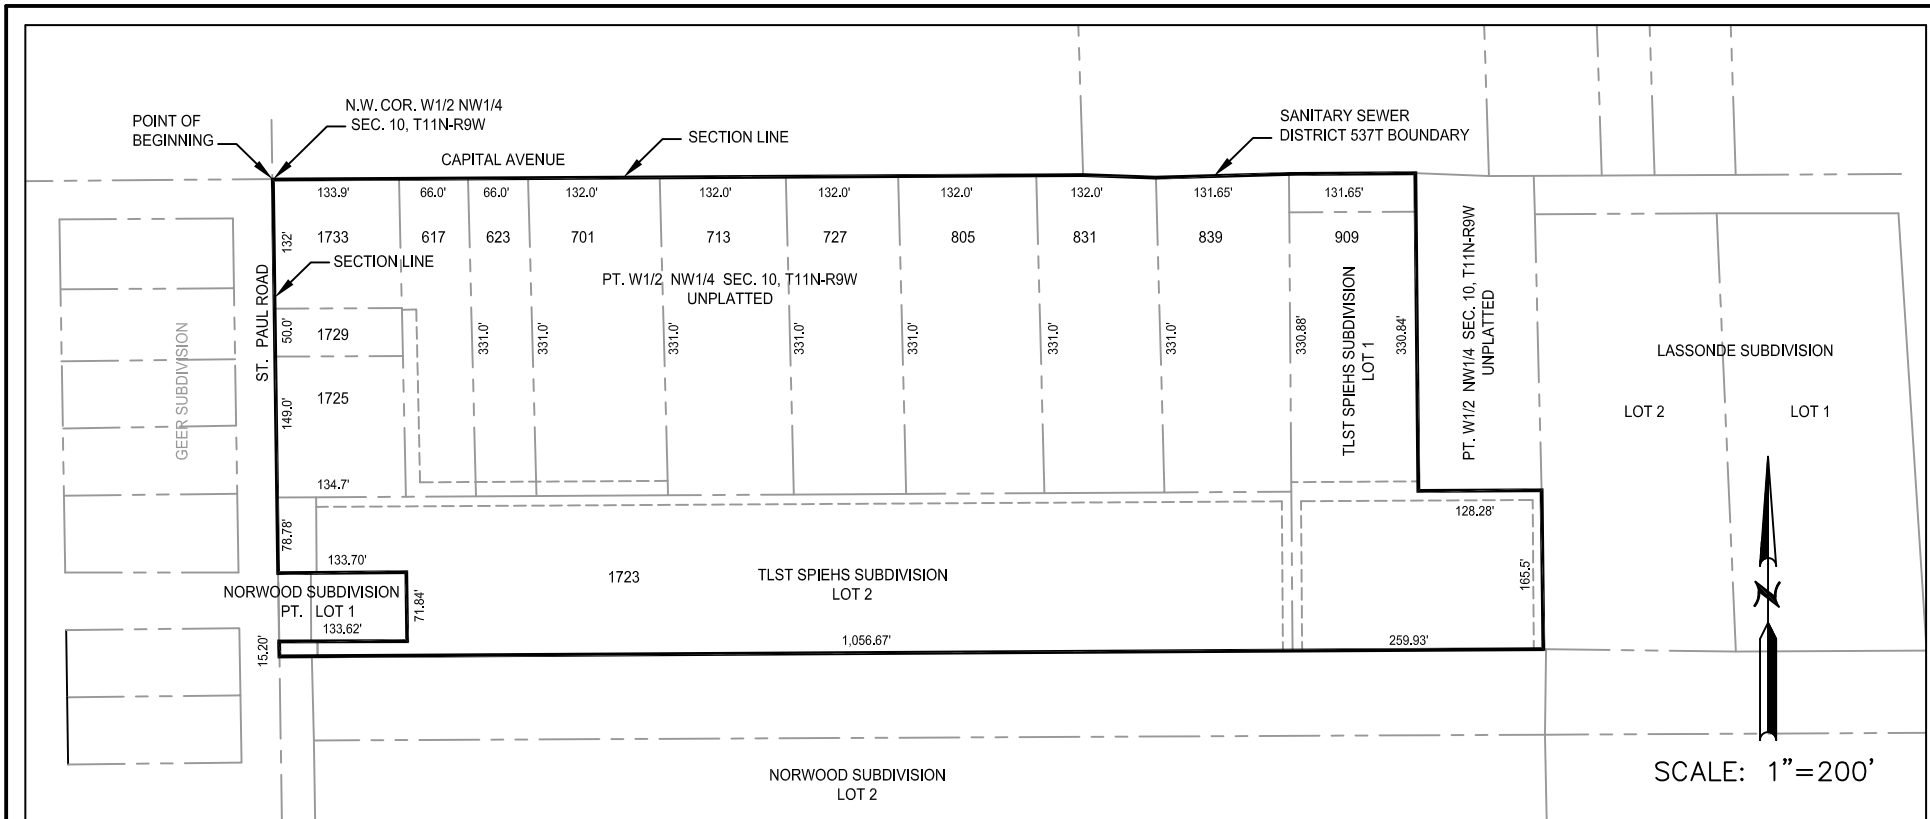 N.W. COR. W1/2 NW1/4
SEC. 10, T11N-R9W
POINT OF
BEGINNING
SANITARY SEWER
DISTRICT 537T BOUNDARY
SECTION LINE
CAPITAL AVENUE
133.9'
66.0'
66.0'
132.0'
132.0'
132.0'
132.0'
132.0'
131.65'
131.65'
132'
1733
617
623
701
713
727
805
831
839
909
SECTION LINE
PT. W1/2 NW1/4 SEC. 10, T11N-R9W
UNPLATTED
ST. PAUL ROAD
GEER SUBDIVISION
50.0'
1729
331.0'
331.0'
331.0'
331.0'
331.0'
331.0'
331.0'
330.88'
TLST SPIEHS SUBDIVISION
LOT 1
330.84'
PT. W1/2 NW1/4 SEC. 10, T11N-R9W
UNPLATTED
LASSONDE SUBDIVISION
LOT 2
LOT 1
149.0'
1725
134.7'
78.78'
128.28'
133.70'
1723
TLST SPIEHS SUBDIVISION
LOT 2
165.5'
NORWOOD SUBDIVISION
PT. LOT 1
71.84'
133.62'
15.20'
1,056.67'
259.93'
N
NORWOOD SUBDIVISION
LOT 2
SCALE: 1"=200'